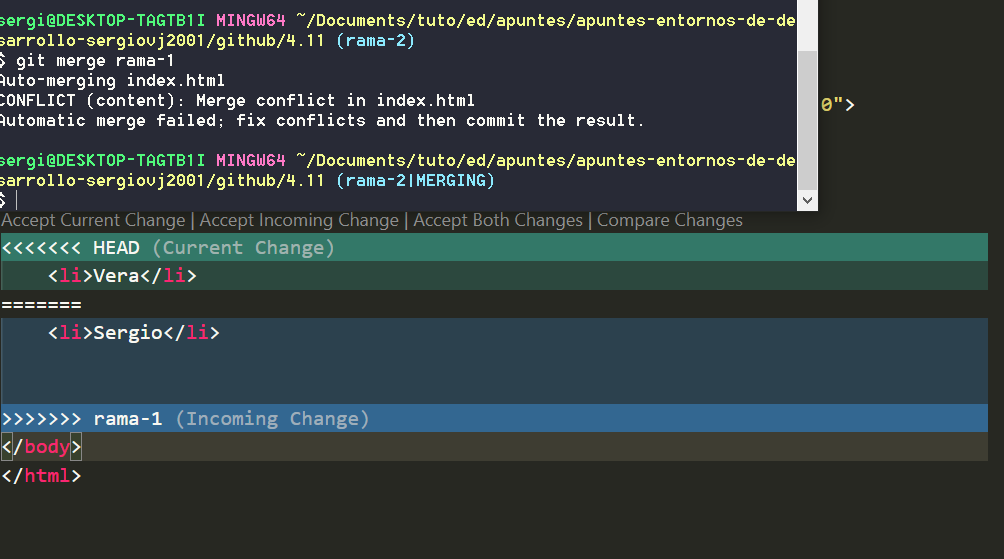 sergi@DESKTOP-TAGTB1I MINGW64 ~/Documents/tuto/ed/apuntes/apuntes-entornos-de-de
sarrollo-sergiovj2001/github/4.11 (rama-2)
$ git merge rama-1
Auto-merging index.html
CONFLICT (content): Merge conflict in index.html
0">
Automatic merge failed; fix conflicts and then commit the result.
sergi@DESKTOP-TAGTB1I MINGW64 ~/Documents/tuto/ed/apuntes/apuntes-entornos-de-de
sarrollo-sergiovj2001/github/4.11 (rama-2|MERGING)
$
Accept Current Change | Accept Incoming Change | Accept Both Changes | Compare Changes
<<<<<<< HEAD (Current Change)
<li>Vera</li>
=======
<li>Sergio</li>
>>>>>>> rama-1 (Incoming Change)
</body>
</html>